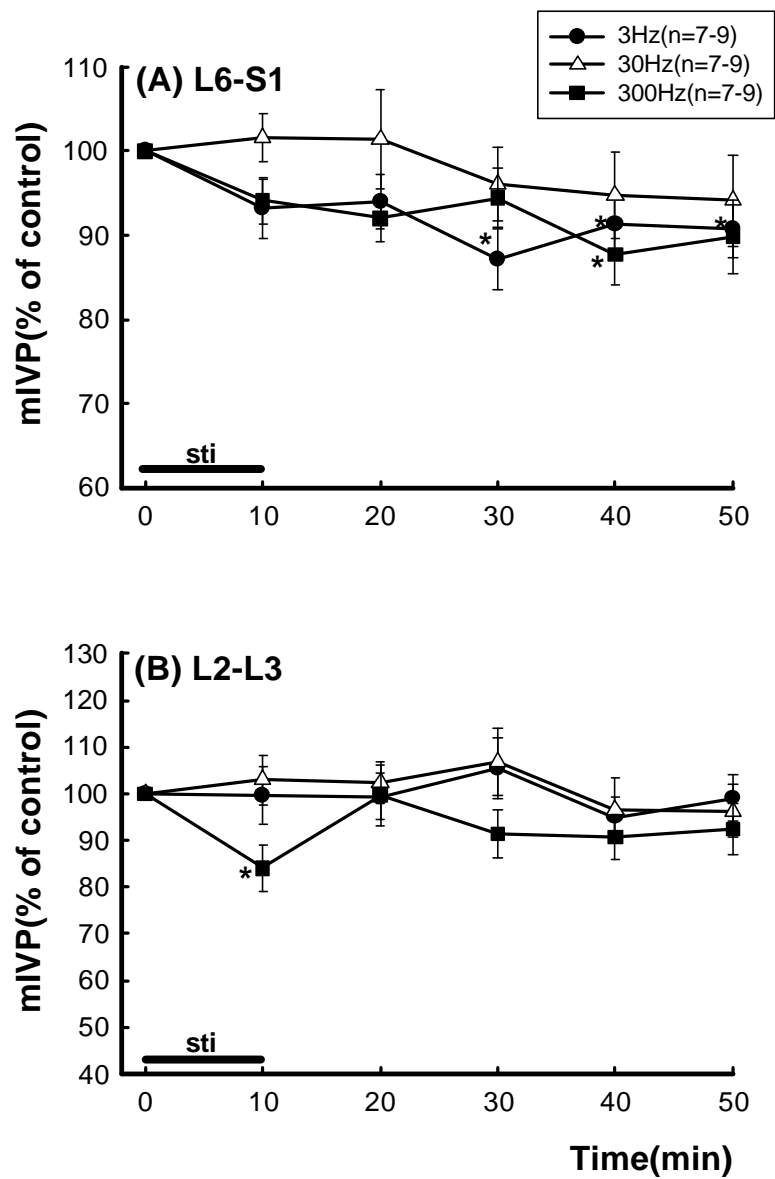 3Hz(n=7-9)
30Hz(n=7-9)
300Hz(n=7-9)
(A) L6-S1
mIVP(% of control)
110
100
90
80
70
60
*
*
*
*
sti
0 10 20 30 40 50
(B) L2-L3
mIVP(% of control)
130
120
110
100
90
80
70
60
50
40
*
sti
0 10 20 30 40 50
Time(min)